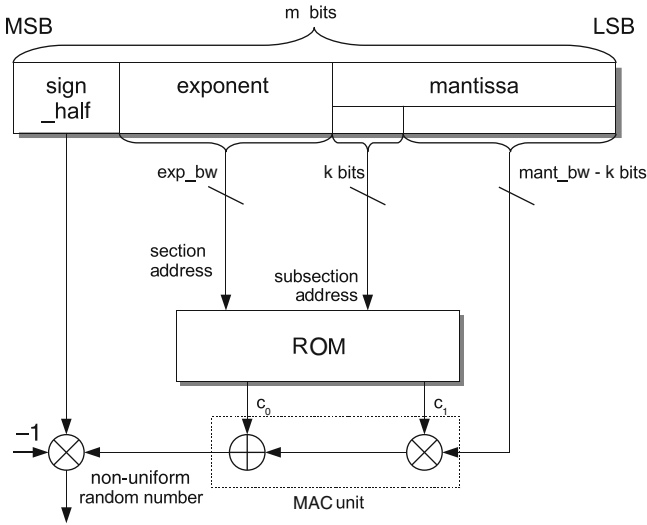 m bits
MSB
LSB
sign
_half
exponent
mantissa
exp_bw
k bits
mant_bw - k bits
section
address
subsection
address
ROM
c0
c1
−1
non-uniform
random number
MAC unit